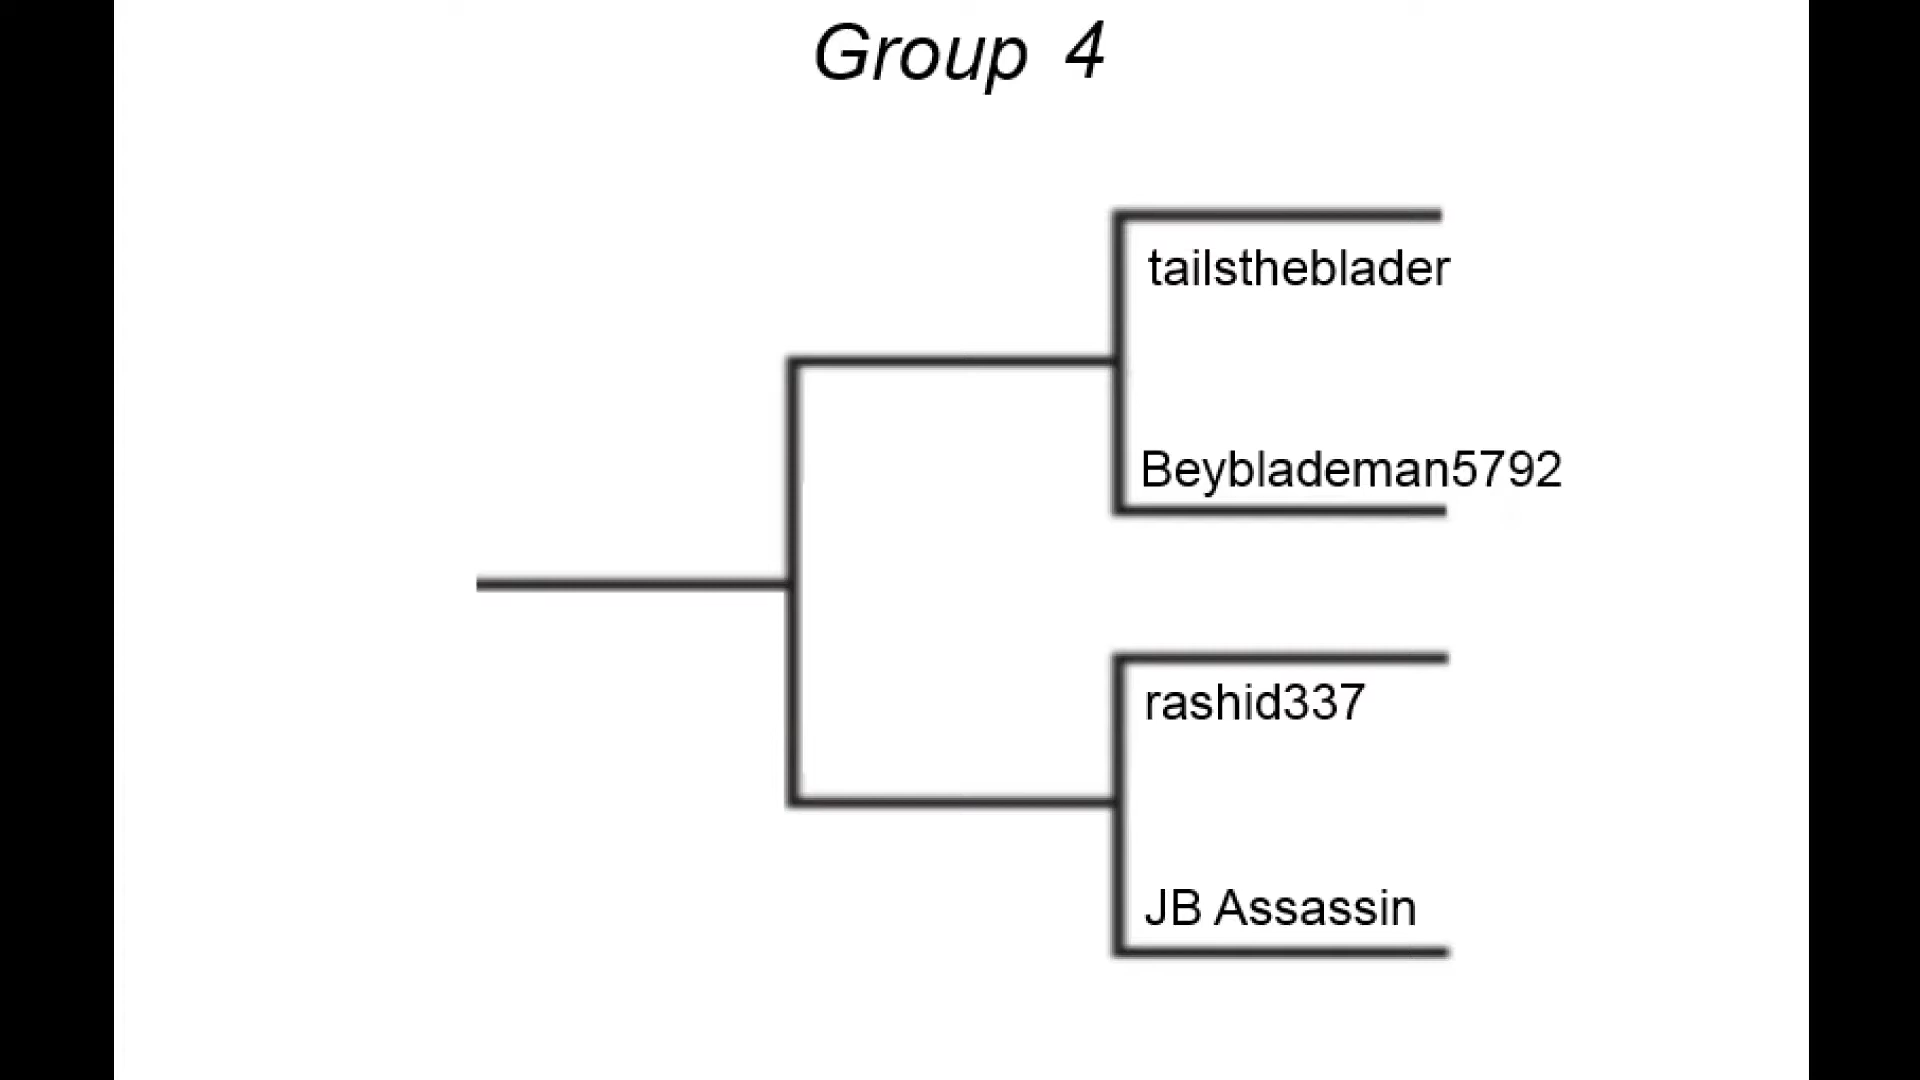 Group 4
tailstheblader
Beyblademan5792
rashid337
JB Assassin